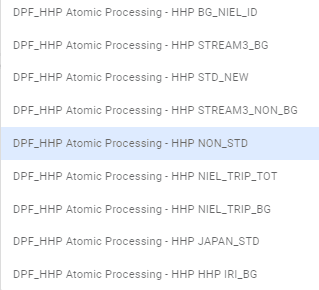 DPF_HHP Atomic Processing - HHP BG_NIEL_ID
DPF_HHP Atomic Processing - HHP STREAM3_BG
DPF_HHP Atomic Processing - HHP STD_NEW
DPF_HHP Atomic Processing - HHP STREAM3_NON_BG
DPF_HHP Atomic Processing - HHP NON_STD
DPF_HHP Atomic Processing - HHP NIEL_TRIP_TOT
DPF_HHP Atomic Processing - HHP NIEL_TRIP_BG
DPF_HHP Atomic Processing - HHP JAPAN_STD
DPF_HHP Atomic Processing - HHP HHP IRI_BG